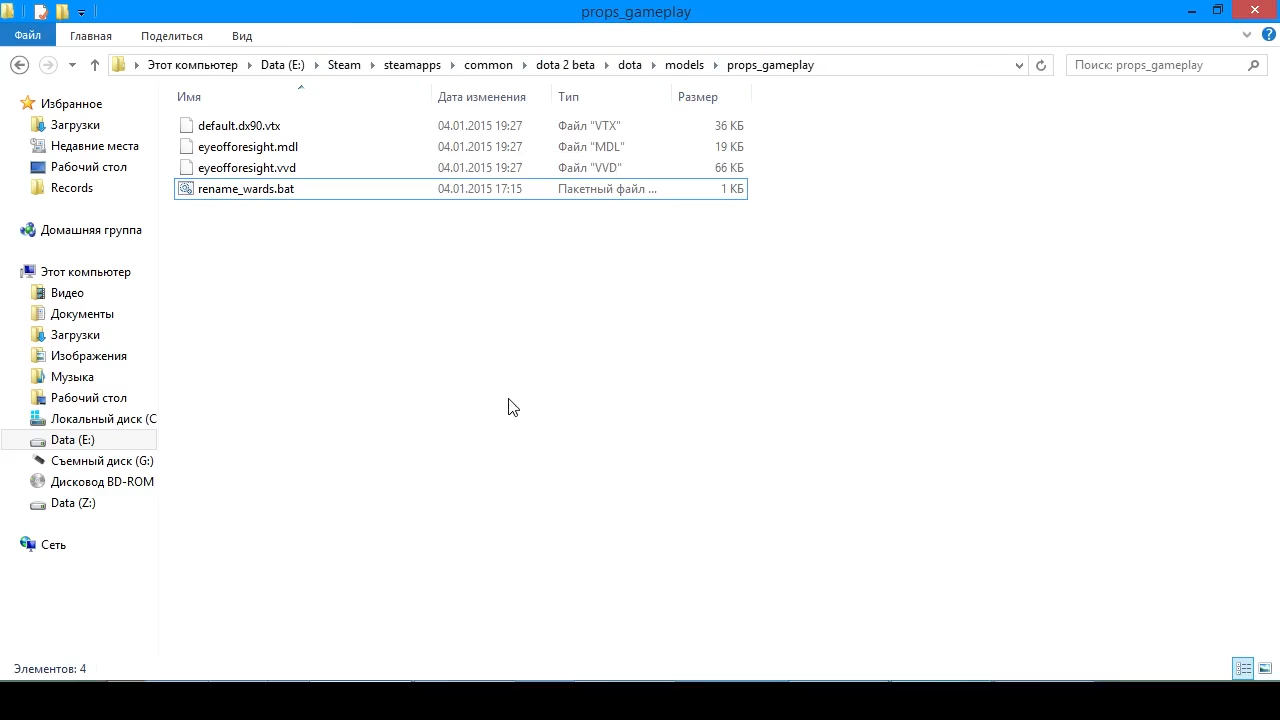 props_gameplay
Файл Главная Поделиться Вид
Этот компьютер Data (E:) Steam steamapps common dota 2 beta dota models props_gameplay
Поиск: props_gameplay
Избранное
Загрузки
Недавние места
Рабочий стол
Records
Домашняя группа
Этот компьютер
Видео
Документы
Загрузки
Изображения
Музыка
Рабочий стол
Локальный диск (C
Data (E:)
Съемный диск (G:)
Дисковод BD-ROM
Data (Z:)
Сеть
Имя Дата изменения Тип Размер
default.dx90.vtx 04.01.2015 19:27 Файл "VTX" 36 КБ
eyeofforesight.mdl 04.01.2015 19:27 Файл "MDL" 19 КБ
eyeofforesight.vvd 04.01.2015 19:27 Файл "VVD" 66 КБ
rename_wards.bat 04.01.2015 17:15 Пакетный файл ... 1 КБ
Элементов: 4